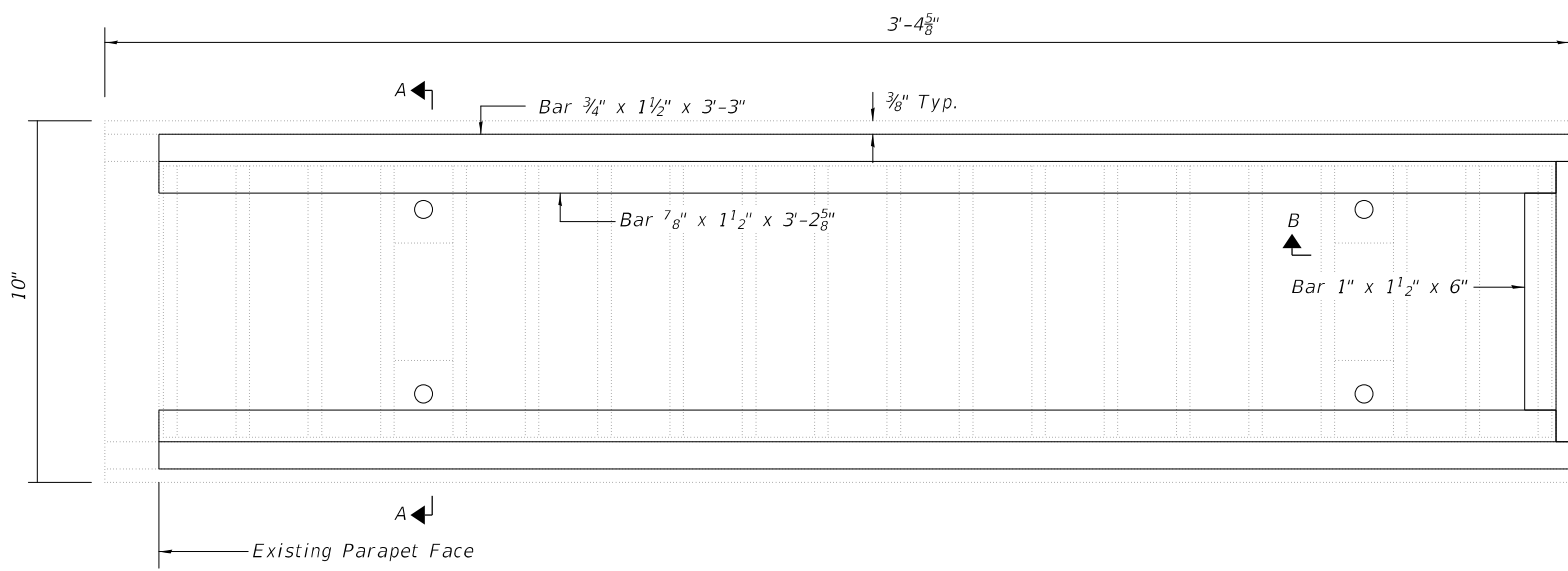 3'-4⅝"
A
Bar ¾" x 1½" x 3'-3"
⅜" Typ.
Bar ⅞" x 1½" x 3'-2⅝"
B
10"
Bar 1" x 1½" x 6"
A
Existing Parapet Face